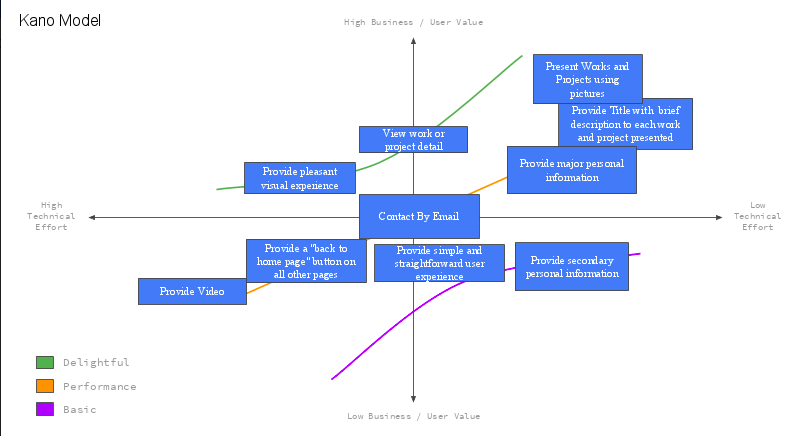 Kano Model
High Business / User Value
Present Works and
Projects using
pictures
Provide Title with brief
description to each work
and project presented
View work or
project detail
Provide pleasant
visual experience
Provide major personal
information
High
Technical
Effort
Contact By Email
Low
Technical
Effort
Provide a "back to
home page" button on
all other pages
Provide simple and
straightforward user
experience
Provide secondary
personal information
Provide Video
Delightful
Performance
Basic
Low Business / User Value